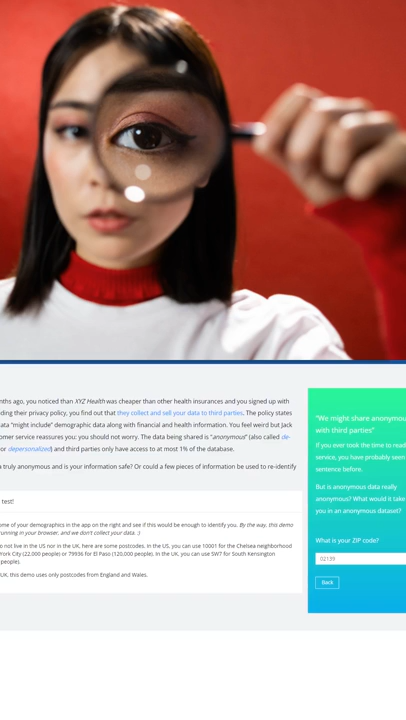 nths ago, you noticed than XYZ Health was cheaper than other health insurances and you signed up with
ding their privacy policy, you find out that they collect and sell your data to third parties. The policy states
ata "might include" demographic data along with financial and health information. You feel weird but Jack
omer service reassures you: you should not worry. The data being shared is "anonymous" (also called de-
or depersonalized) and third parties only have access to at most 1% of the database.
a truly anonymous and is your information safe? Or could a few pieces of information be used to re-identify
test!
ome of your demographics in the app on the right and see if this would be enough to identify you. By the way, this demo
running in your browser, and we don't collect your data. :)
o not live in the US nor in the UK, here are some postcodes. In the US, you can use 10001 for the Chelsea neighborhood
York City (22,000 people) or 79936 for El Paso (120,000 people). In the UK, you can use SW7 for South Kensington
people).
UK, this demo uses only postcodes from England and Wales.
"We might share anonymou
with third parties"
If you ever took the time to read
service, you have probably seen
sentence before.
But is anonymous data really
anonymous? What would it take
you in an anonymous dataset?
What is your ZIP code?
02139
Back